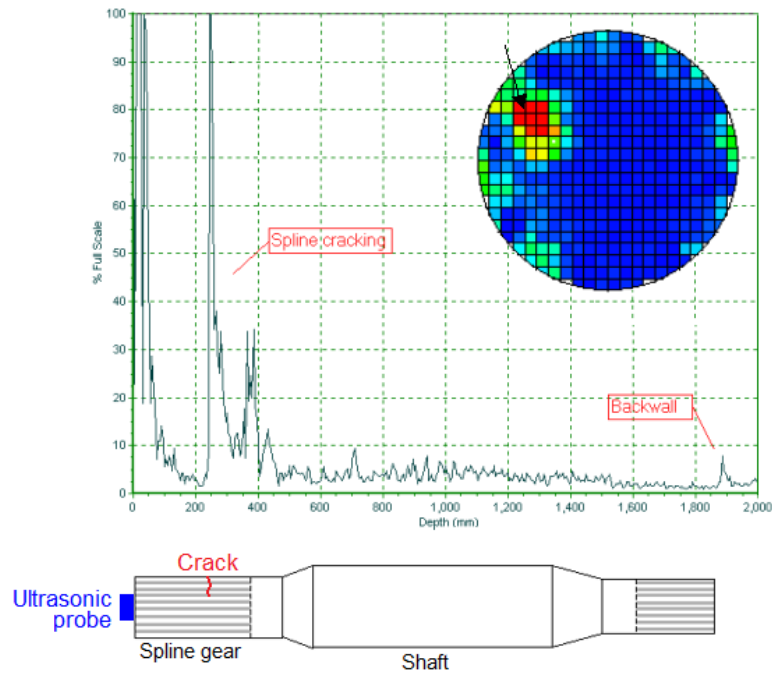 100
90
80
70
60
50
40
30
20
10
0
% Full Scale
Spline cracking
Backwall
0
200
400
600
800
1,000
1,200
1,400
1,600
1,800
2,000
Depth (mm)
Crack
Ultrasonic
probe
Spline gear
Shaft